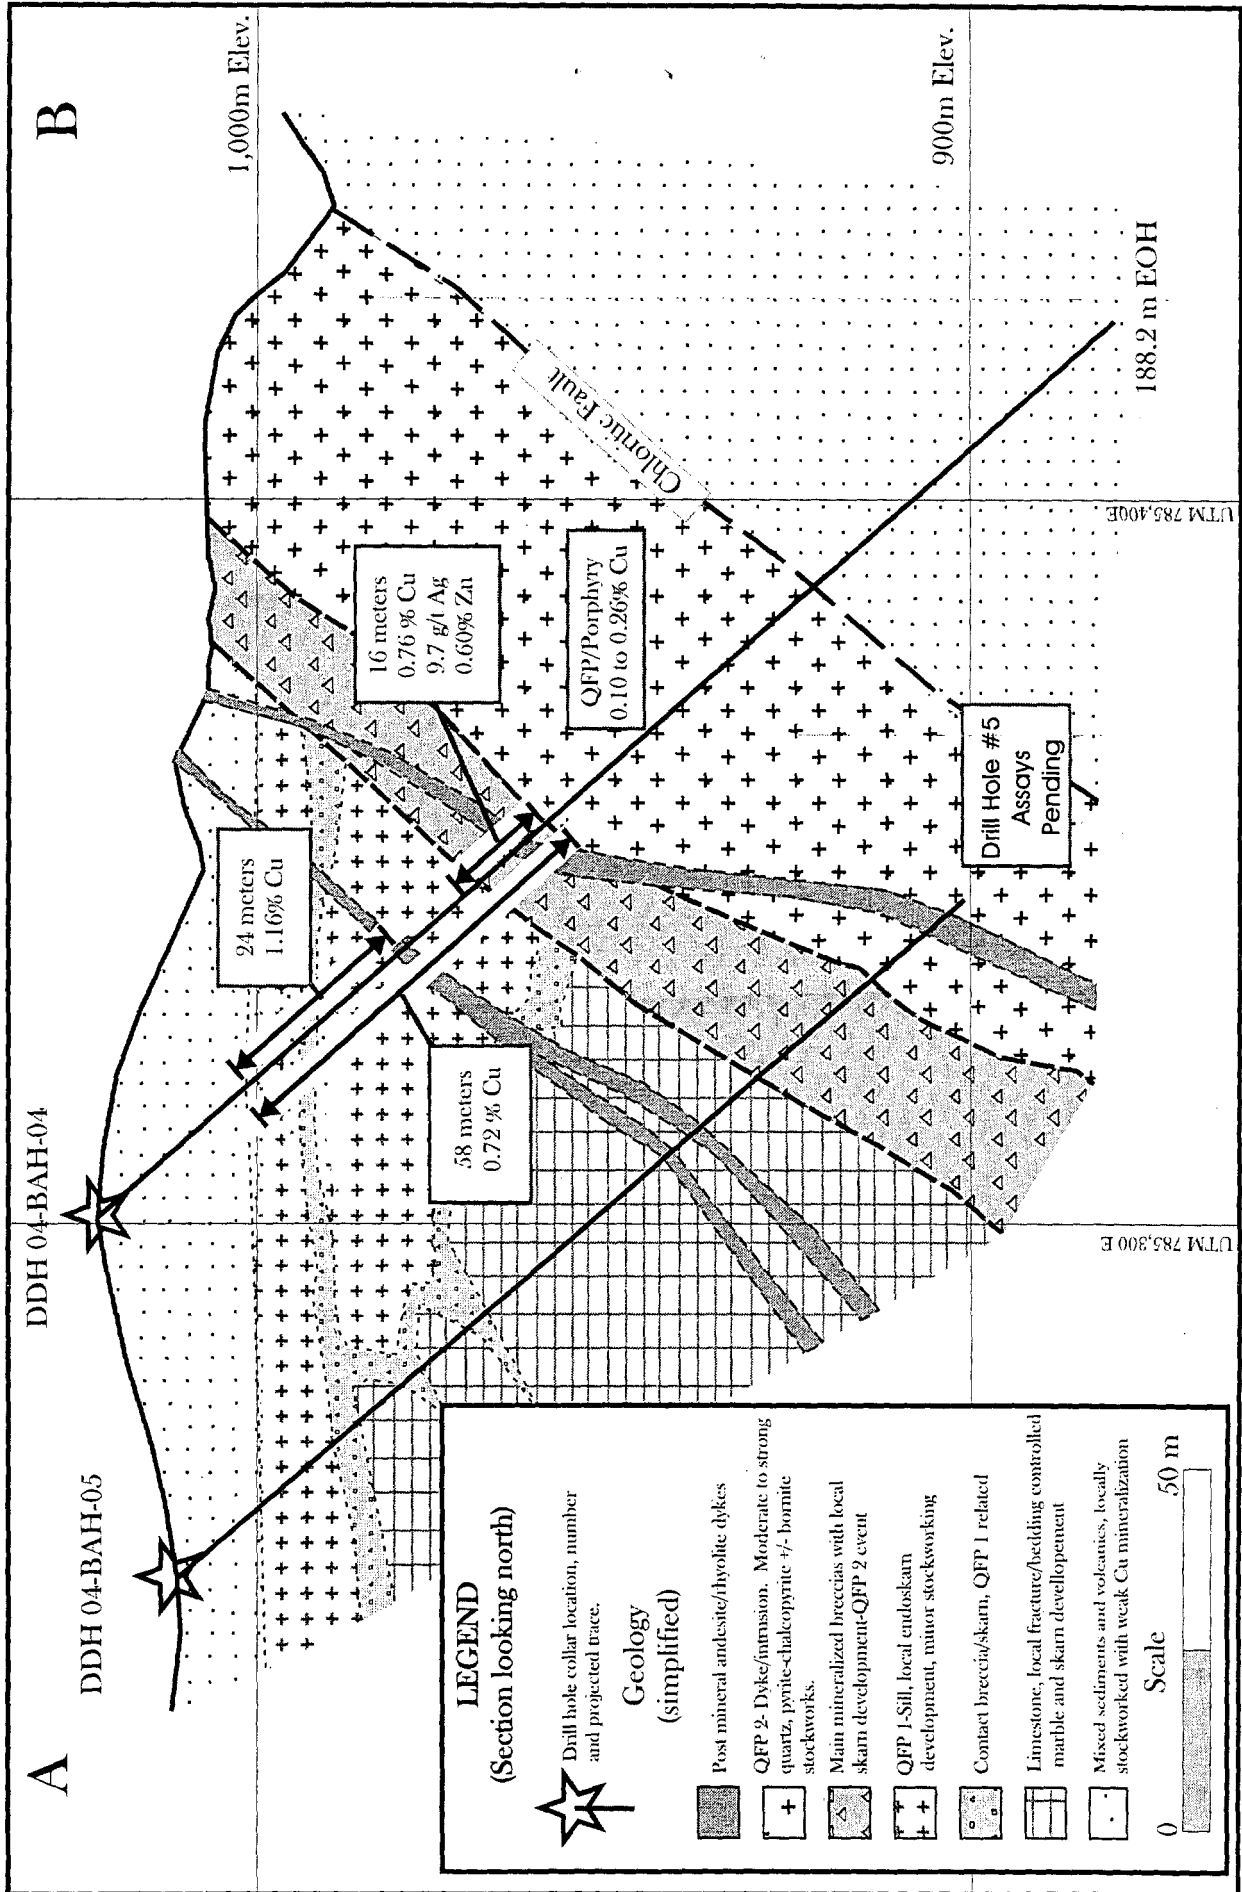 A
B
DDH 04-BAH-05
DDH 04-BAH-04
1,000m Elev.
900m Elev.
24 meters
1.16% Cu
16 meters
0.76 % Cu
9.7 g/t Ag
0.60% Zn
58 meters
0.72 % Cu
QFP/Porphyry
0.10 to 0.26% Cu
Chloritic Fault
Drill Hole #5
Assays
Pending
188.2 m EOH
UTM 785,300 E
UTM 785,400E
LEGEND
(Section looking north)
Drill hole collar location, number
and projected trace.
Geology
(simplified)
Post mineral andesite/rhyolite dykes
QFP 2- Dyke/intrusion. Moderate to strong
quartz, pyrite-chalcopyrite +/- bornite
stockworks.
Main mineralized breccias with local
skarn development-QFP 2 event
QFP 1-Sill, local endoskarn
development, minor stockworking
Contact breccia/skarn, QFP 1 related
Limestone, local fracture/bedding controlled
marble and skarn devellopement
Mixed sediments and volcanics, locally
stockworked with weak Cu mineralization
Scale
0
50 m